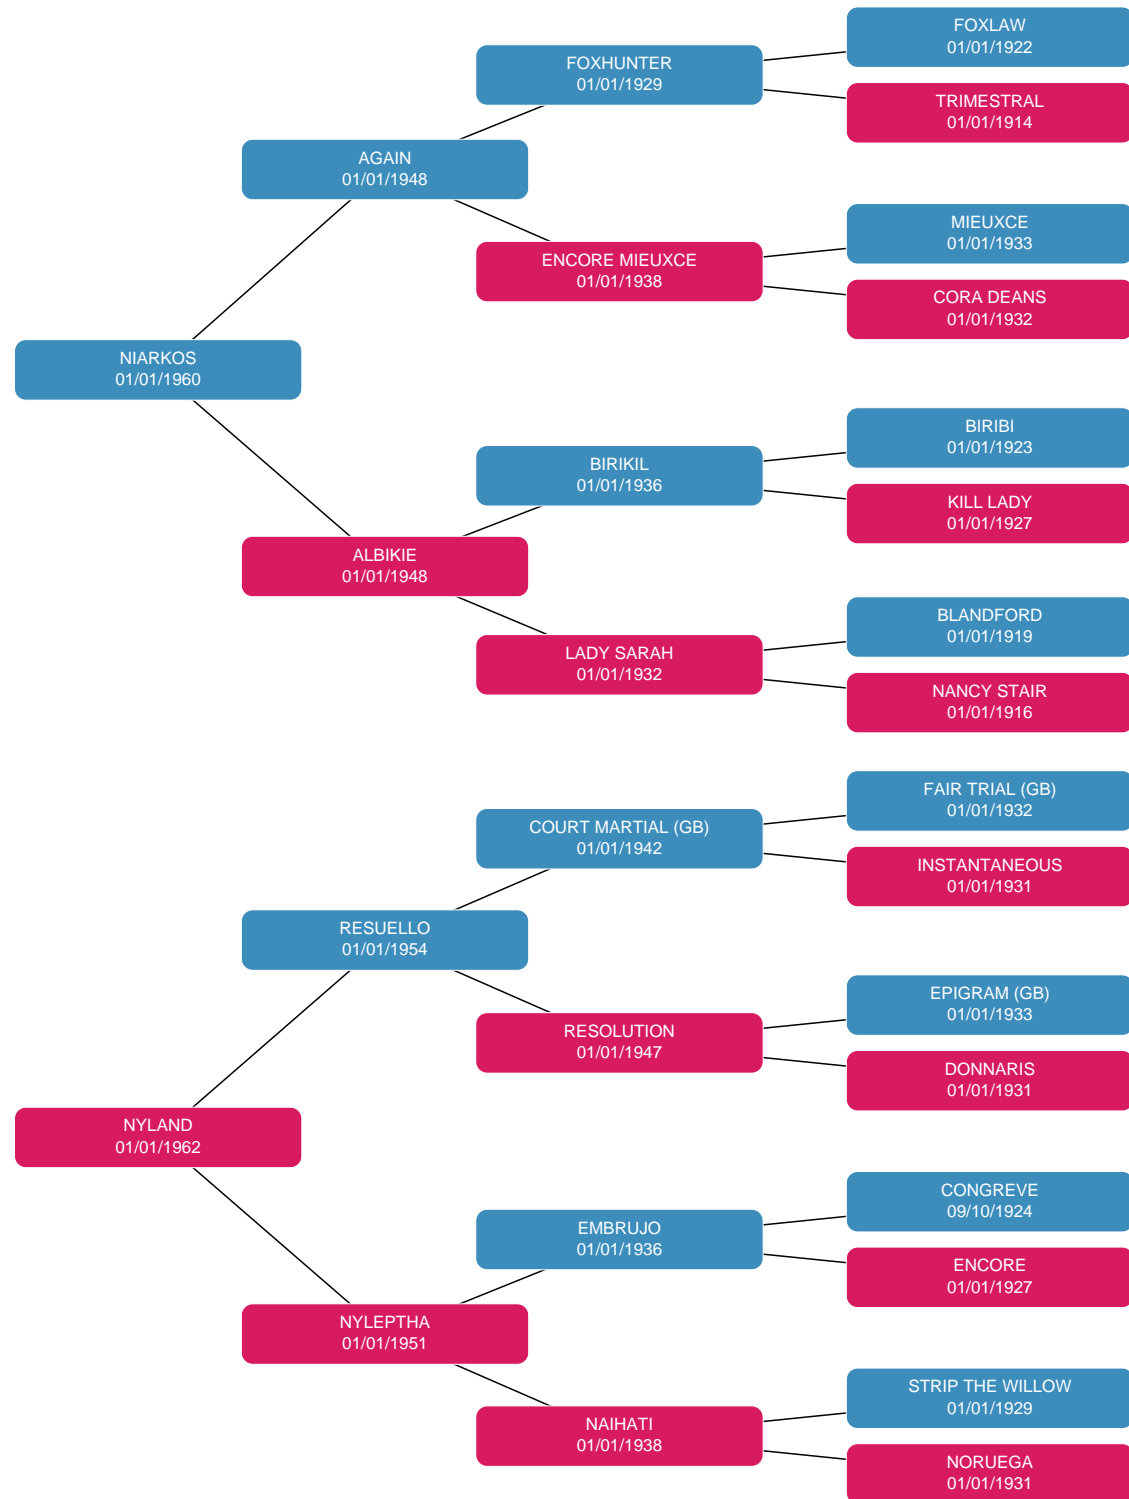 FOXLAW
01/01/1922
FOXHUNTER
01/01/1929
TRIMESTRAL
01/01/1914
AGAIN
01/01/1948
MIEUXCE
01/01/1933
ENCORE MIEUXCE
01/01/1938
CORA DEANS
01/01/1932
NIARKOS
01/01/1960
BIRIBI
01/01/1923
BIRIKIL
01/01/1936
KILL LADY
01/01/1927
ALBIKIE
01/01/1948
BLANDFORD
01/01/1919
LADY SARAH
01/01/1932
NANCY STAIR
01/01/1916
FAIR TRIAL (GB)
01/01/1932
COURT MARTIAL (GB)
01/01/1942
INSTANTANEOUS
01/01/1931
RESUELLO
01/01/1954
EPIGRAM (GB)
01/01/1933
RESOLUTION
01/01/1947
DONNARIS
01/01/1931
NYLAND
01/01/1962
CONGREVE
09/10/1924
EMBRUJO
01/01/1936
ENCORE
01/01/1927
NYLEPTHA
01/01/1951
STRIP THE WILLOW
01/01/1929
NAIHATI
01/01/1938
NORUEGA
01/01/1931